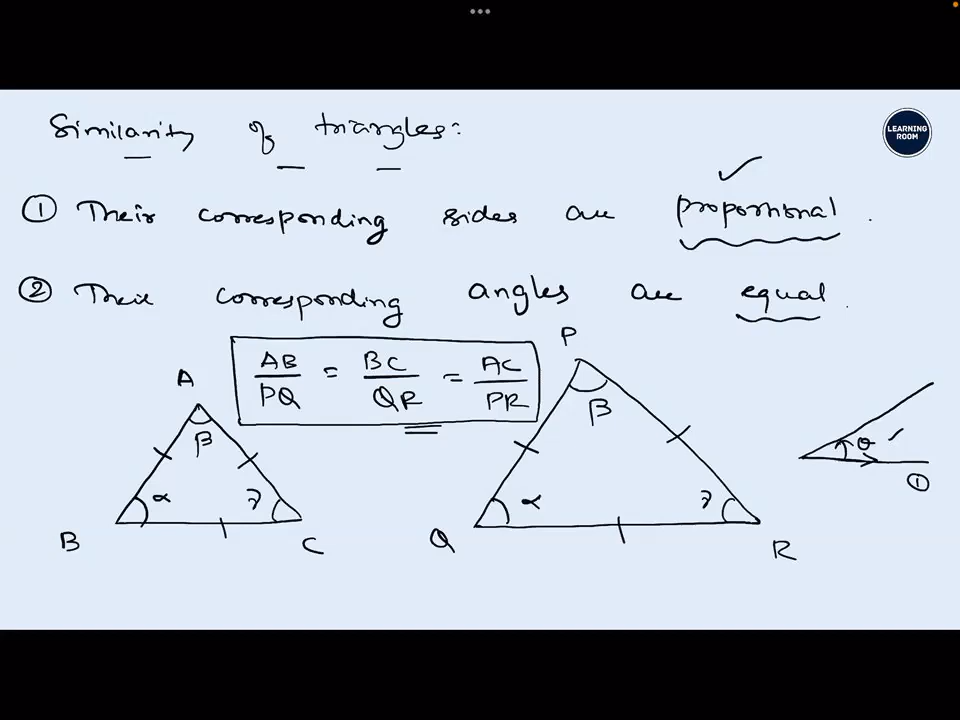 Similarity of triangles:
LEARNING ROOM
① Their corresponding sides are proportional.
② Their corresponding angles are equal.
AB/PQ = BC/QR = AC/PR
A
β
α
B
C
P
β
α
Q
R
θ
①